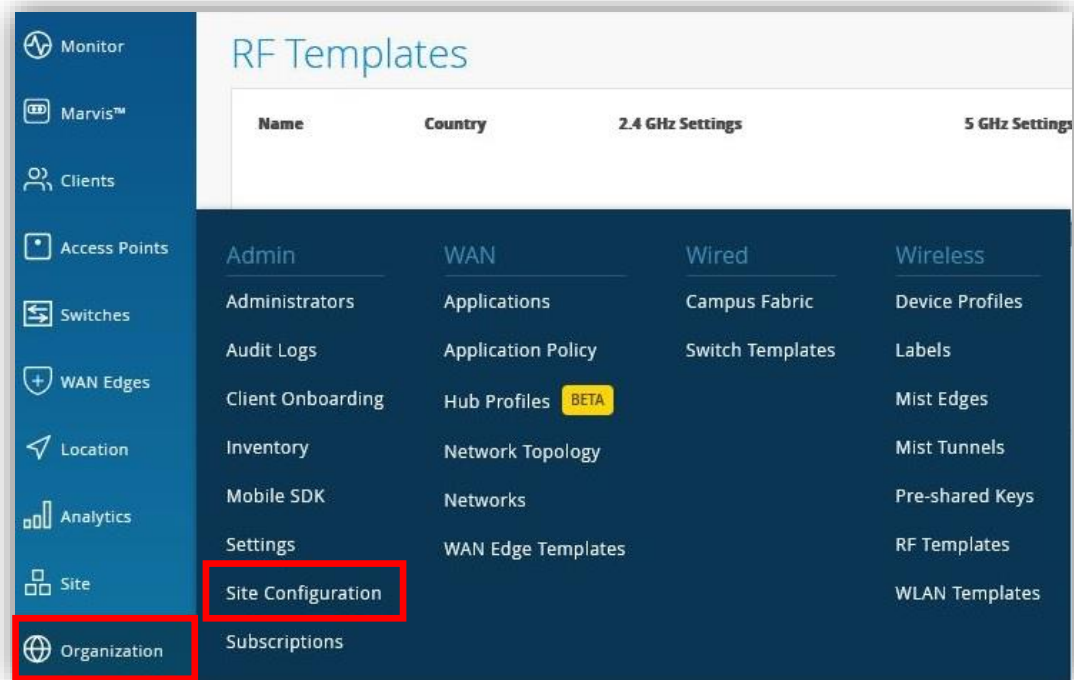 Monitor
Marvis™
Clients
Access Points
Switches
WAN Edges
Location
Analytics
Site
Organization
RF Templates
Name Country 2.4 GHz Settings 5 GHz Settings
Admin
Administrators
Audit Logs
Client Onboarding
Inventory
Mobile SDK
Settings
Site Configuration
Subscriptions
WAN
Applications
Application Policy
Hub Profiles BETA
Network Topology
Networks
WAN Edge Templates
Wired
Campus Fabric
Switch Templates
Wireless
Device Profiles
Labels
Mist Edges
Mist Tunnels
Pre-shared Keys
RF Templates
WLAN Templates